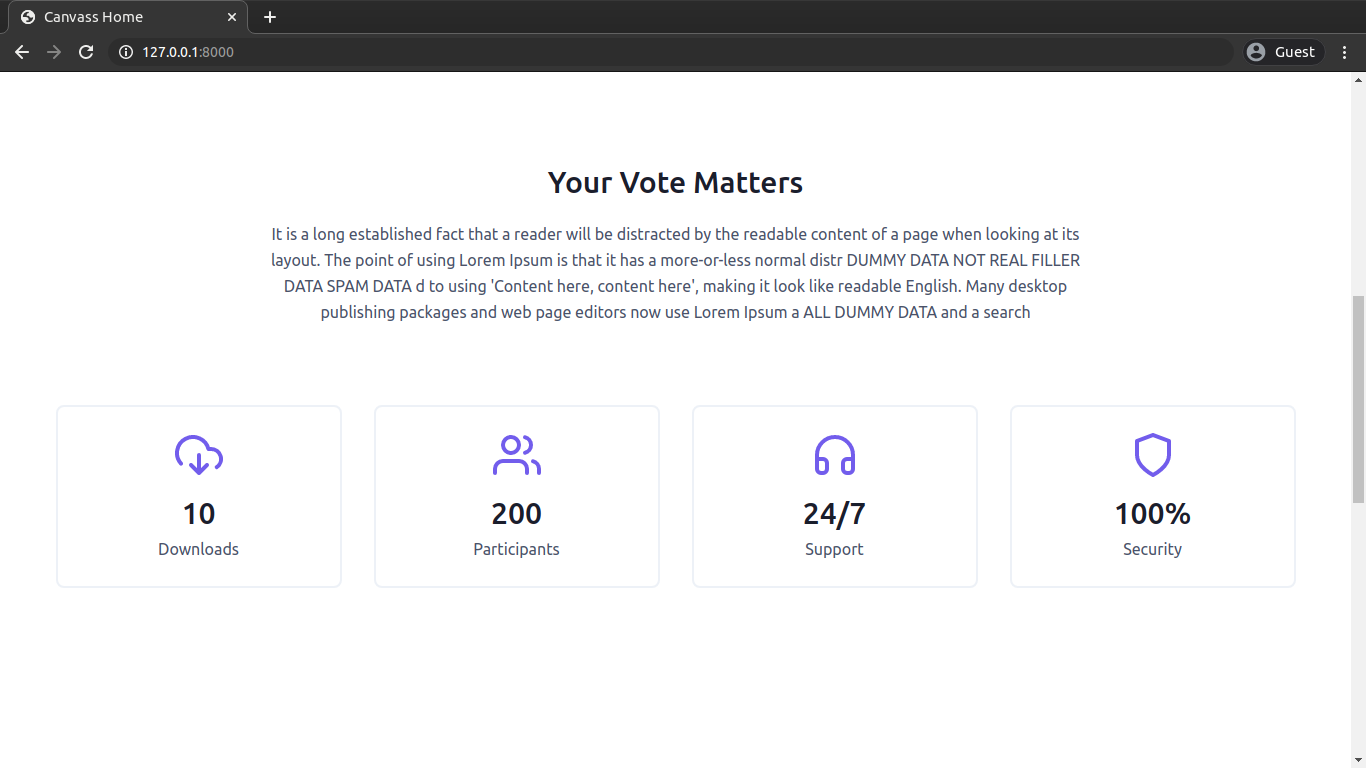 Canvass Home
127.0.0.1:8000
Guest
Your Vote Matters
It is a long established fact that a reader will be distracted by the readable content of a page when looking at its
layout. The point of using Lorem Ipsum is that it has a more-or-less normal distr DUMMY DATA NOT REAL FILLER
DATA SPAM DATA d to using 'Content here, content here', making it look like readable English. Many desktop
publishing packages and web page editors now use Lorem Ipsum a ALL DUMMY DATA and a search
10
Downloads
200
Participants
24/7
Support
100%
Security